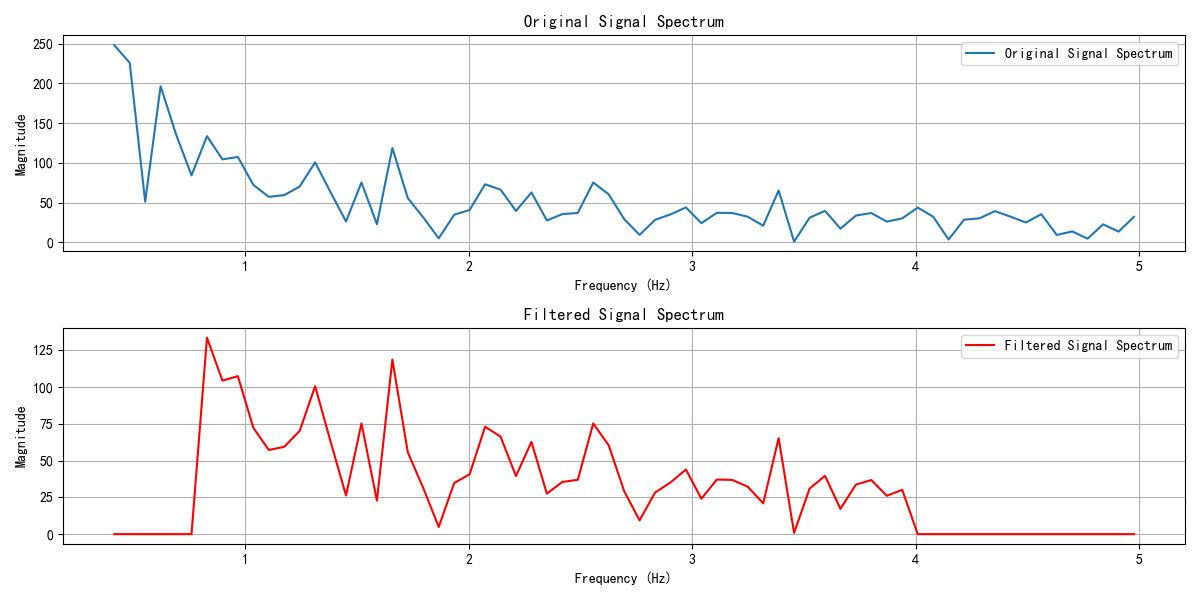 Original Signal Spectrum
250
200
150
100
50
0
Magnitude
Original Signal Spectrum
1
2
3
4
5
Frequency (Hz)
Filtered Signal Spectrum
125
100
75
50
25
0
Magnitude
Filtered Signal Spectrum
1
2
3
4
5
Frequency (Hz)